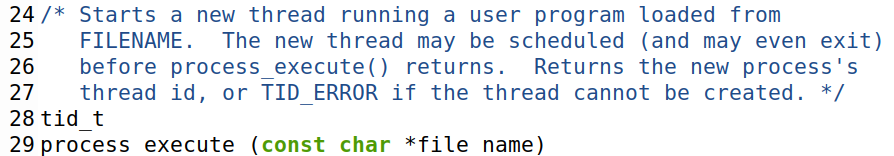 24 /* Starts a new thread running a user program loaded from
25    FILENAME.  The new thread may be scheduled (and may even exit)
26    before process_execute() returns.  Returns the new process's
27    thread id, or TID_ERROR if the thread cannot be created. */
28 tid_t
29 process execute (const char *file name)